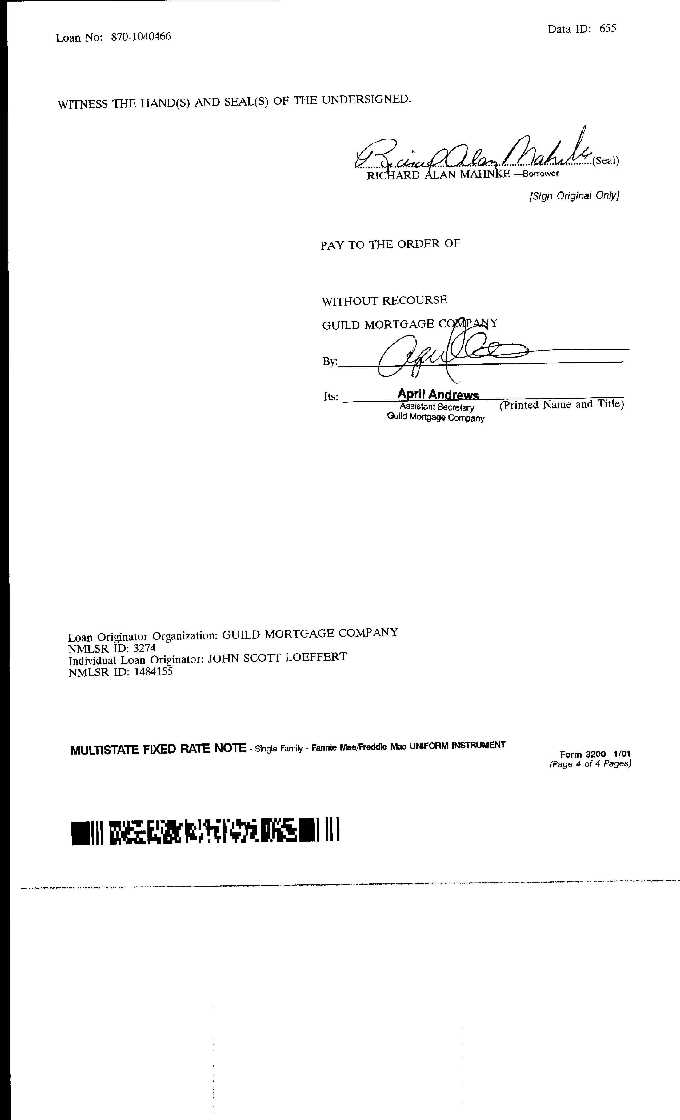 Loan No: 870-1040466
Data ID: 655
WITNESS THE HAND(S) AND SEAL(S) OF THE UNDERSIGNED.
Richard Alan Mahnke (Seal)
RICHARD ALAN MAHNKE —Borrower
[Sign Original Only]
PAY TO THE ORDER OF
WITHOUT RECOURSE
GUILD MORTGAGE COMPANY
By:
Its: April Andrews
Assistant Secretary (Printed Name and Title)
Guild Mortgage Company
Loan Originator Organization: GUILD MORTGAGE COMPANY
NMLSR ID: 3274
Individual Loan Originator: JOHN SCOTT LOEFFERT
NMLSR ID: 1484155
MULTISTATE FIXED RATE NOTE - Single Family - Fannie Mae/Freddie Mac UNIFORM INSTRUMENT
Form 3200 1/01
(Page 4 of 4 Pages)